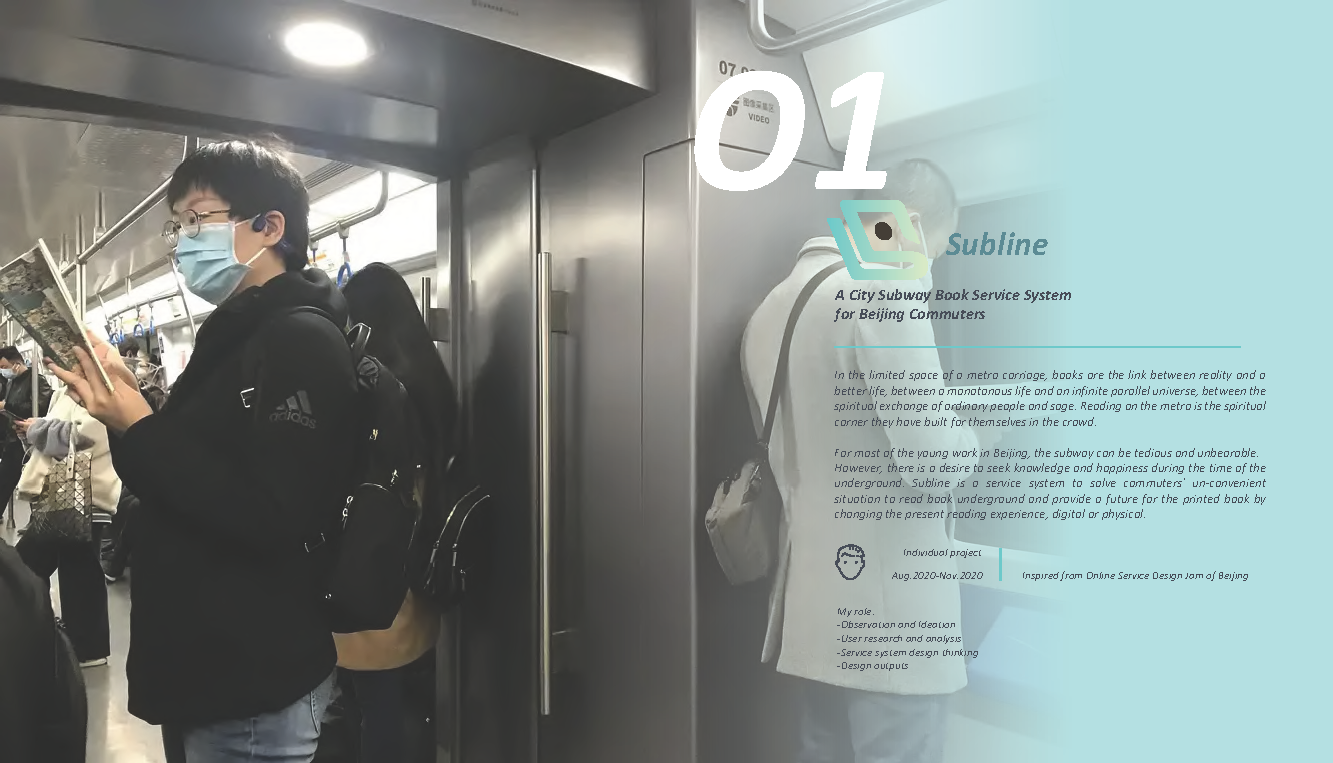 01
07.
图像采集区
VIDEO
adidas
Subline
A City Subway Book Service System
for Beijing Commuters
In the limited space of a metro carriage, books are the link between reality and a
better life, between a monotonous life and an infinite parallel universe, between the
spiritual exchange of ordinary people and sage. Reading on the metro is the spiritual
corner they have built for themselves in the crowd.
For most of the young work in Beijing, the subway can be tedious and unbearable.
However, there is a desire to seek knowledge and happiness during the time of the
underground. Subline is a service system to solve commuters' un-convenient
situation to read book underground and provide a future for the printed book by
changing the present reading experience, digital or physical.
Individual project
Aug.2020-Nov.2020
Inspired from Online Service Design Jam of Beijing
My role:
-Observation and Ideation
-User research and analysis
-Service system design thinking
-Design outputs